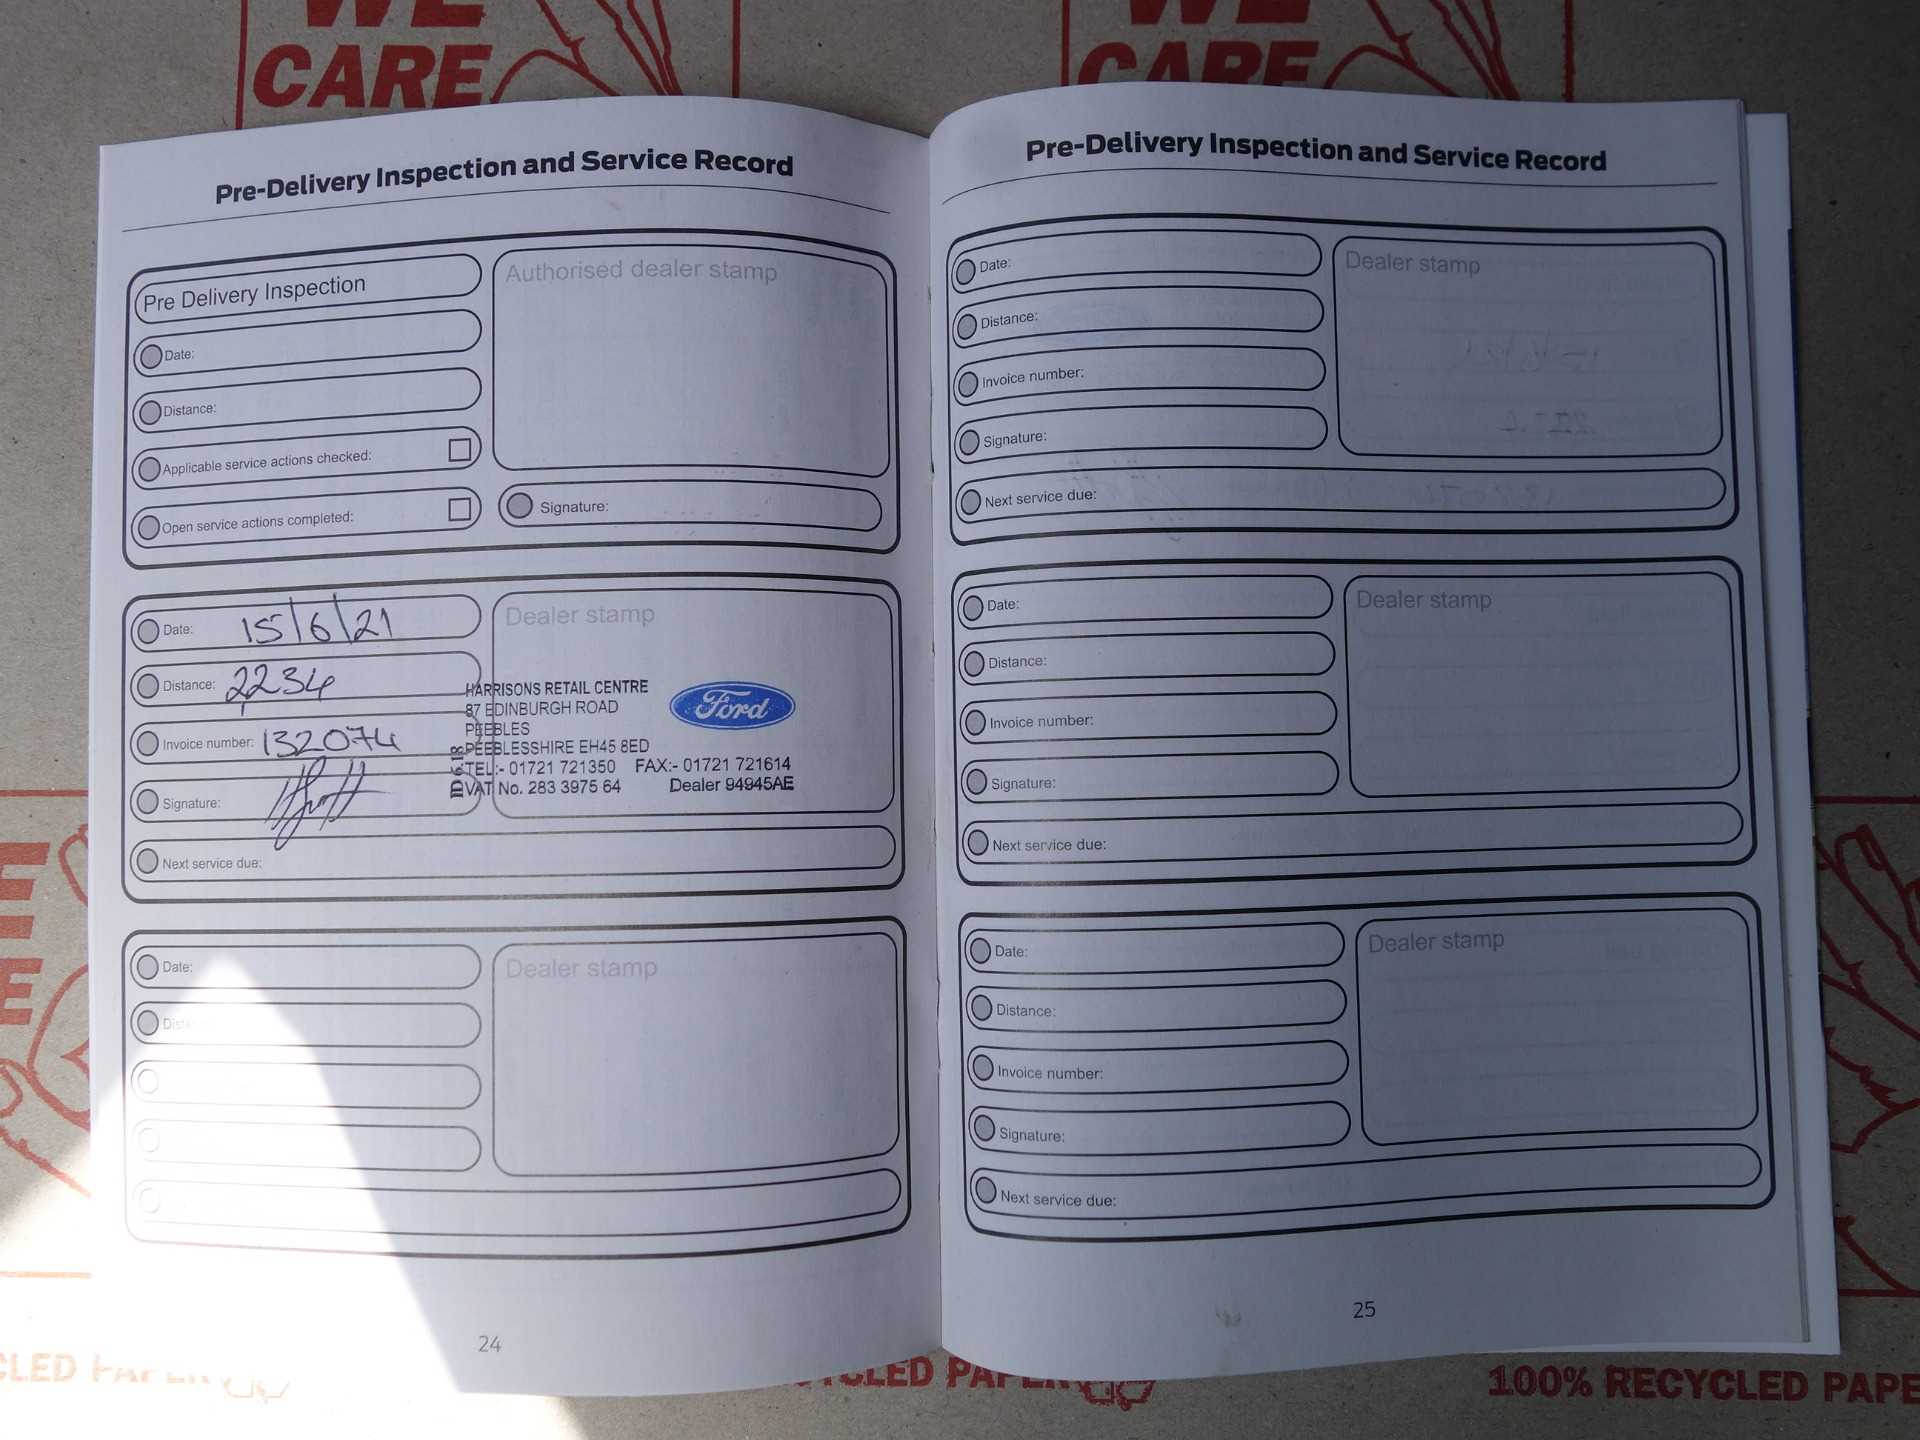 WE
CARE
WE
CARE
Pre-Delivery Inspection and Service Record
Pre Delivery Inspection
Authorised dealer stamp
Date:
Distance:
Applicable service actions checked:
Open service actions completed:
Signature:
Date: 15/6/21
Dealer stamp
Distance: 2,234
Invoice number: 132074
Signature:
HARRISONS RETAIL CENTRE
87 EDINBURGH ROAD
PEEBLES
PEEBLESSHIRE EH45 8ED
TEL:- 01721 721350 FAX:- 01721 721614
VAT No. 283 3975 64 Dealer 94945AE
Ford
Next service due:
Date:
Dealer stamp
Distance:
24
Pre-Delivery Inspection and Service Record
Date:
Dealer stamp
Distance:
Invoice number:
Signature:
Next service due:
Date:
Dealer stamp
Distance:
Invoice number:
Signature:
Next service due:
Date:
Dealer stamp
Distance:
Invoice number:
Signature:
Next service due:
25
100% RECYCLED PAPE